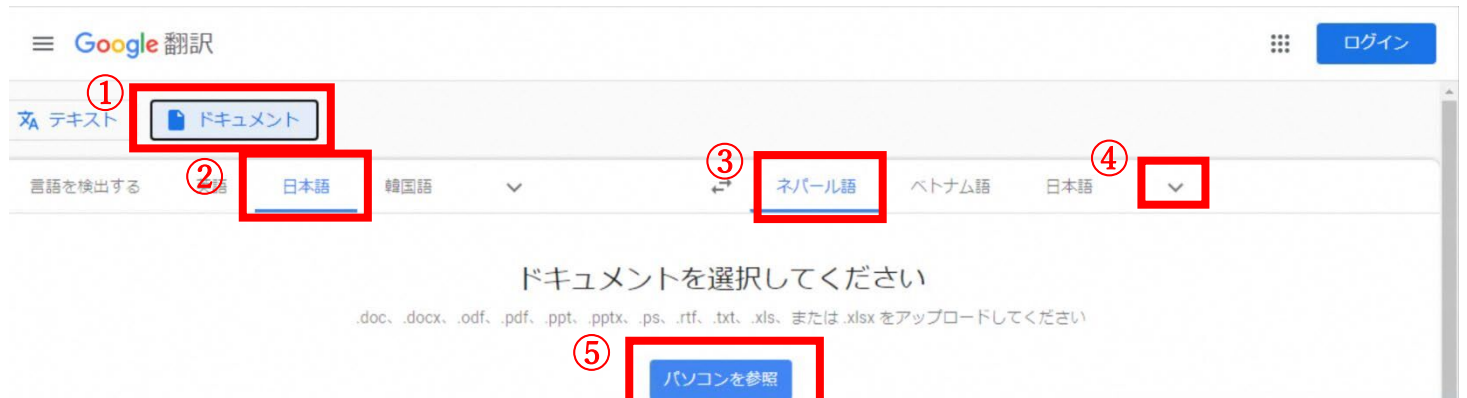 Google 翻訳 ログイン
①
テキスト ドキュメント
② ③ ④
言語を検出する 英語 日本語 韓国語 ネパール語 ベトナム語 日本語
ドキュメントを選択してください
.doc、.docx、.odf、.pdf、.ppt、.pptx、.ps、.rtf、.txt、.xls、または .xlsx をアップロードしてください
⑤
パソコンを参照